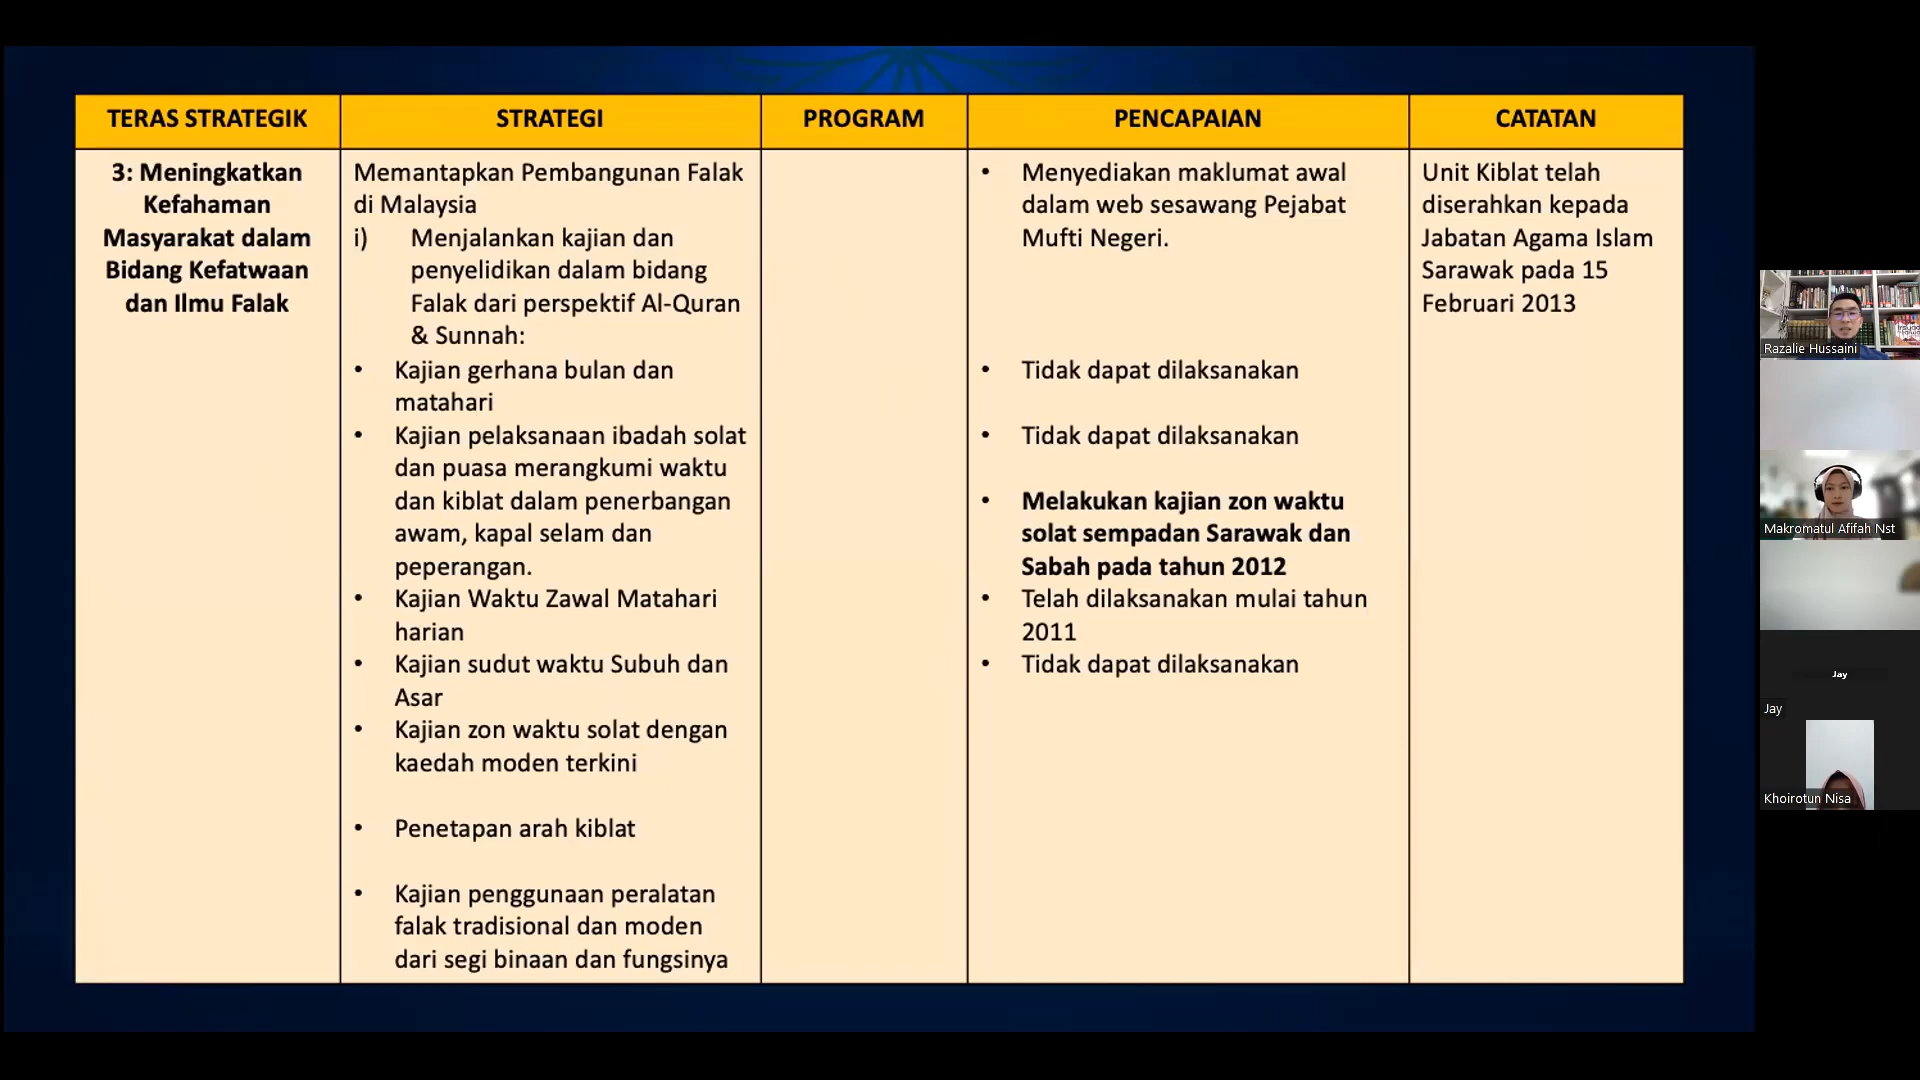 TERAS STRATEGIK
STRATEGI
PROGRAM
PENCAPAIAN
CATATAN
3: Meningkatkan
Kefahaman
Masyarakat dalam
Bidang Kefatwaan
dan Ilmu Falak
Memantapkan Pembangunan Falak
di Malaysia
i) Menjalankan kajian dan
penyelidikan dalam bidang
Falak dari perspektif Al-Quran
& Sunnah:
• Kajian gerhana bulan dan
matahari
• Kajian pelaksanaan ibadah solat
dan puasa merangkumi waktu
dan kiblat dalam penerbangan
awam, kapal selam dan
peperangan.
• Kajian Waktu Zawal Matahari
harian
• Kajian sudut waktu Subuh dan
Asar
• Kajian zon waktu solat dengan
kaedah moden terkini
• Penetapan arah kiblat
• Kajian penggunaan peralatan
falak tradisional dan moden
dari segi binaan dan fungsinya
• Menyediakan maklumat awal
dalam web sesawang Pejabat
Mufti Negeri.
• Tidak dapat dilaksanakan
• Tidak dapat dilaksanakan
• Melakukan kajian zon waktu
solat sempadan Sarawak dan
Sabah pada tahun 2012
• Telah dilaksanakan mulai tahun
2011
• Tidak dapat dilaksanakan
Unit Kiblat telah
diserahkan kepada
Jabatan Agama Islam
Sarawak pada 15
Februari 2013
Razalie Hussaini
Makromatul Afifah Nst
Jay
Jay
Khoirotun Nisa